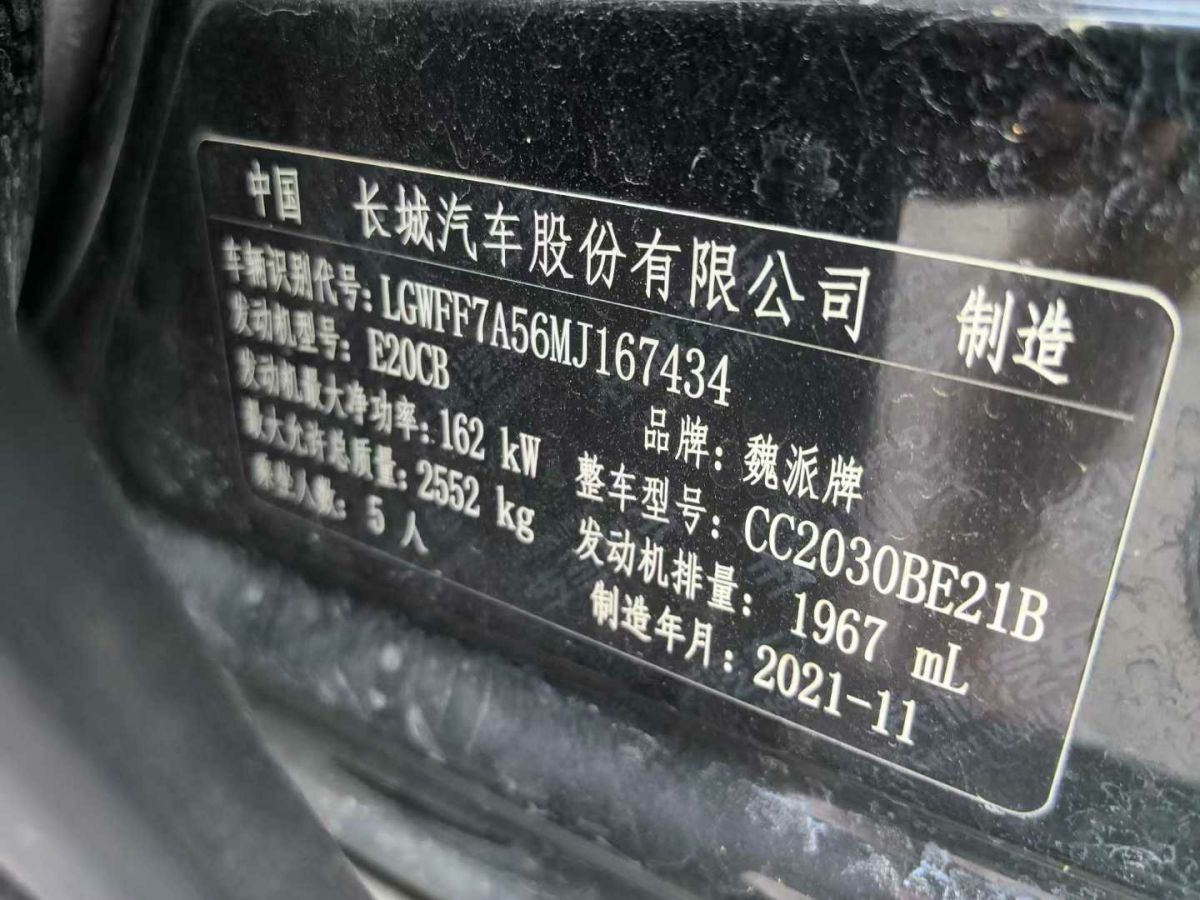 中国 长城汽车股份有限公司 制造
车辆识别代号:LGWFF7A56MJ167434
发动机型号:E20CB 品牌:魏派牌
发动机最大净功率:162 kW 整车型号:CC2030BE21B
最大允许总质量:2552 kg 发动机排量:1967 mL
乘坐人数:5 人 制造年月:2021-11